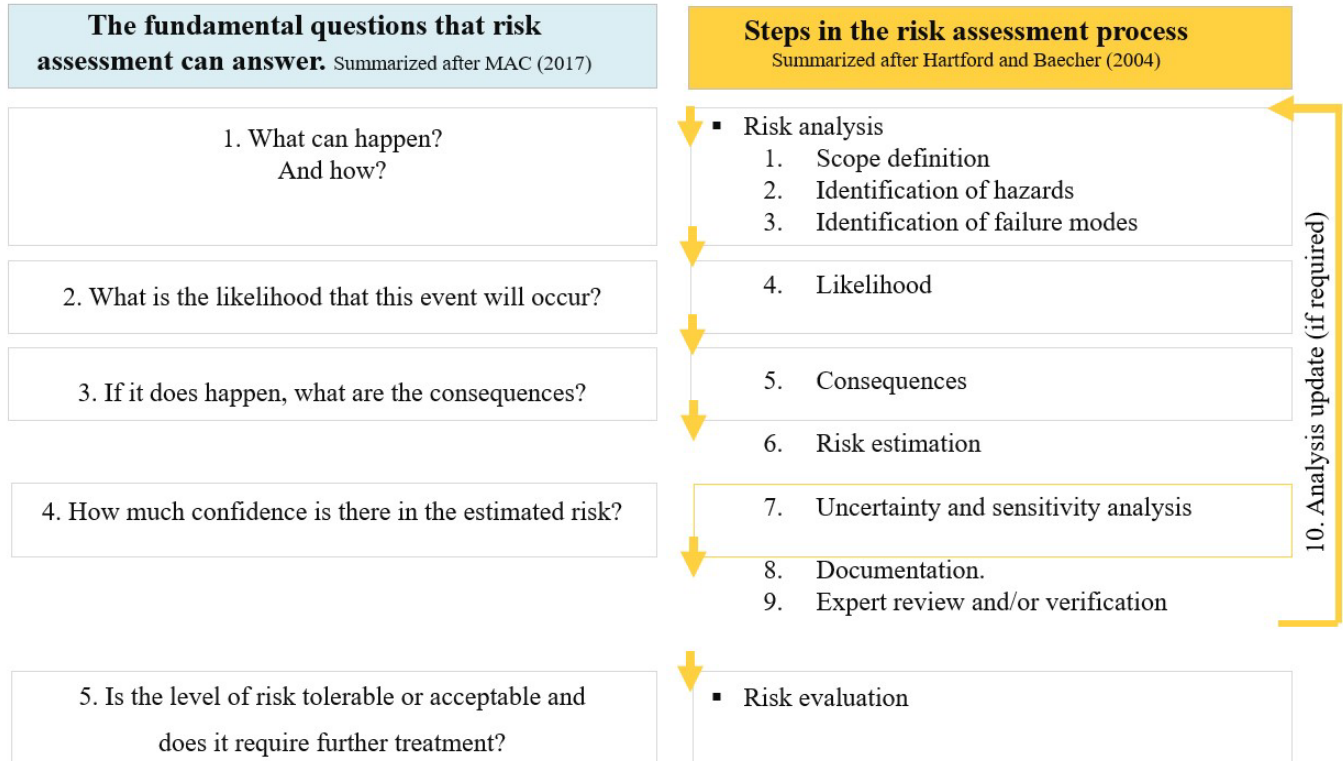 The fundamental questions that risk
assessment can answer. Summarized after MAC (2017)
Steps in the risk assessment process
Summarized after Hartford and Baecher (2004)
1. What can happen?
And how?
▪ Risk analysis
1. Scope definition
2. Identification of hazards
3. Identification of failure modes
2. What is the likelihood that this event will occur?
4. Likelihood
3. If it does happen, what are the consequences?
5. Consequences
6. Risk estimation
4. How much confidence is there in the estimated risk?
7. Uncertainty and sensitivity analysis
8. Documentation.
9. Expert review and/or verification
10. Analysis update (if required)
5. Is the level of risk tolerable or acceptable and
does it require further treatment?
▪ Risk evaluation